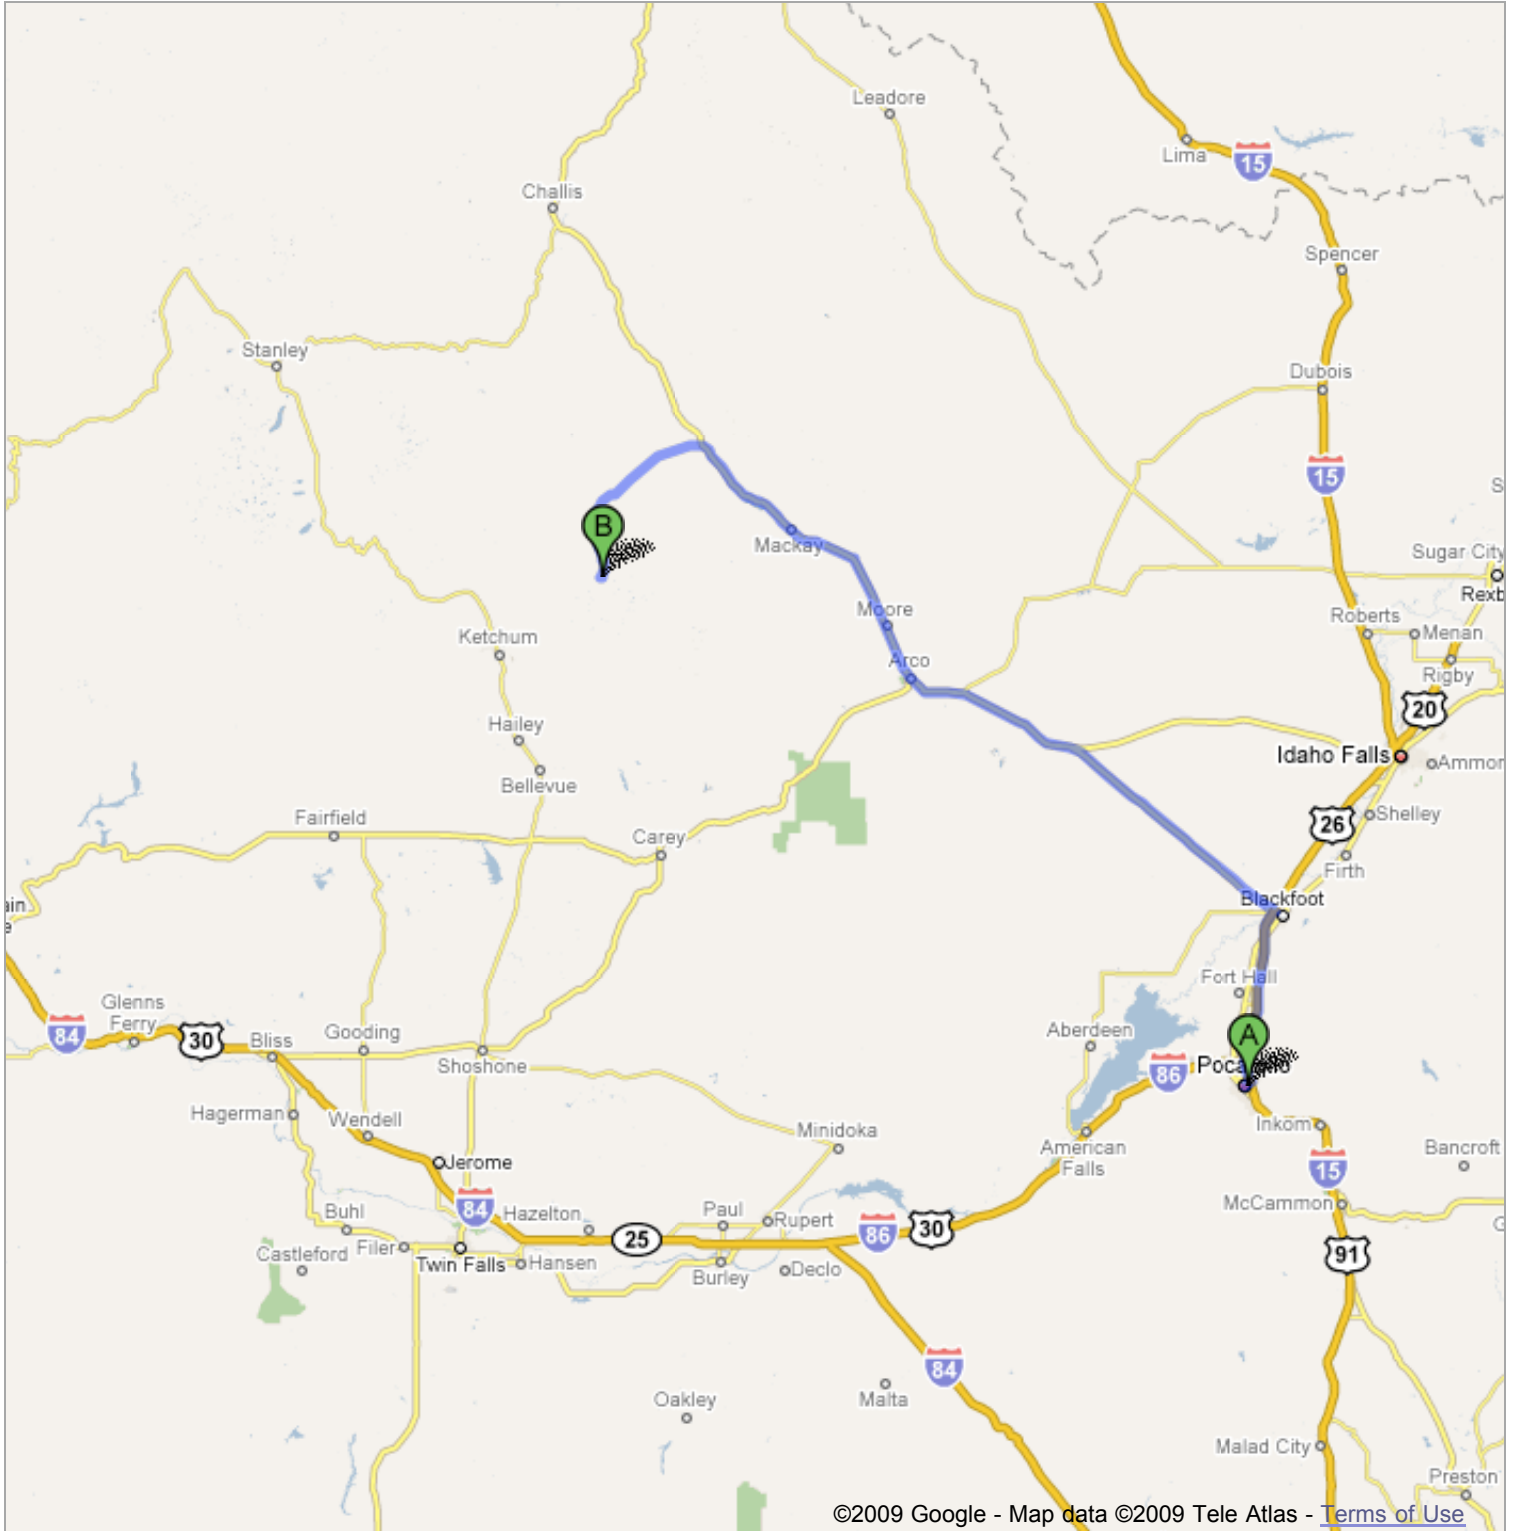 Leadore
Lima
15
Challis
Spencer
Stanley
Dubois
15
S
B
Mackay
Sugar City
Rexb
Moore
Roberts
Menan
Ketchum
Arco
Rigby
20
Hailey
Idaho Falls
Ammon
Bellevue
Fairfield
Carey
26
Shelley
Firth
ain
e
Blackfoot
Fort Hall
Glenns
Ferry
84
30
Bliss
Gooding
Shoshone
Aberdeen
A
86
Hagerman
Wendell
Minidoka
Inkom
American
Falls
Bancroft
15
Jerome
84
Hazelton
Paul
Rupert
McCammon
Buhl
25
86
30
G
Castleford
Filer
Twin Falls
Hansen
Burley
Declo
91
84
Oakley
Malta
Malad City
Preston
©2009 Google - Map data ©2009 Tele Atlas - Terms of Use